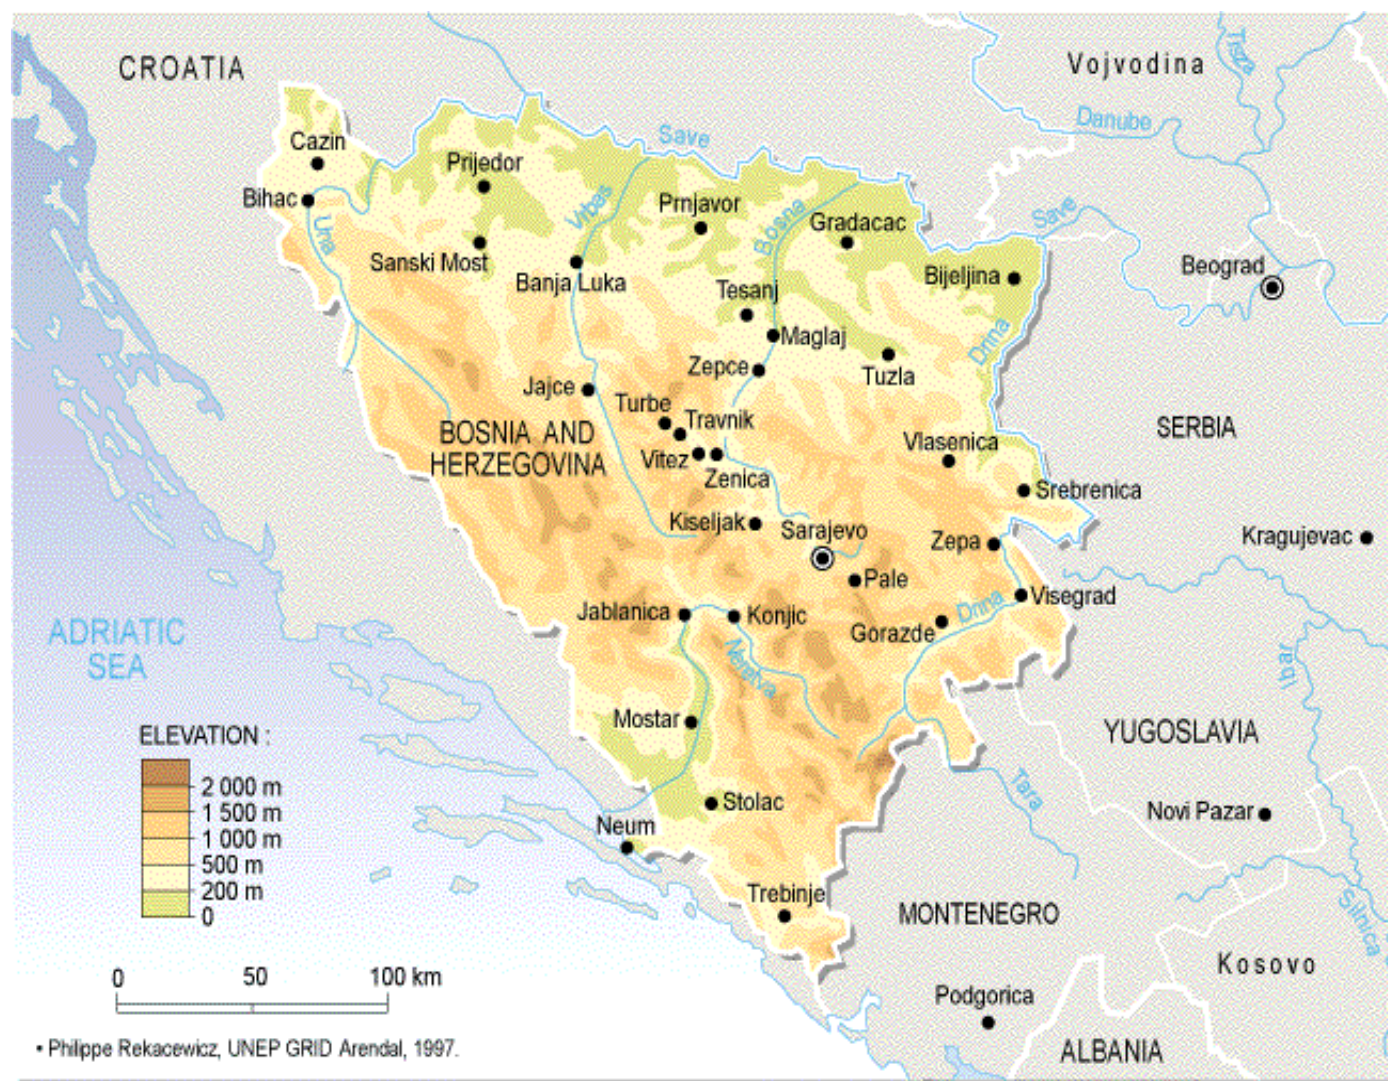 CROATIA
Vojvodina
Tisza
Danube
Save
Cazin
Prijedor
Bihac
Una
Vrbas
Prnjavor
Bosna
Gradacac
Save
Sanski Most
Banja Luka
Tesanj
Bijeljina
Beograd
Maglaj
Drina
Zepce
Tuzla
Jajce
Turbe
Travnik
BOSNIA AND
HERZEGOVINA
Vitez
Zenica
Vlasenica
SERBIA
Srebrenica
Kiseljak
Sarajevo
Zepa
Kragujevac
Pale
Visegrad
Jablanica
Konjic
Drina
Gorazde
ADRIATIC
SEA
Neretva
Ibar
Mostar
YUGOSLAVIA
ELEVATION :
2 000 m
1 500 m
1 000 m
500 m
200 m
0
Stolac
Tara
Novi Pazar
Neum
Trebinje
MONTENEGRO
Sitnica
Kosovo
0 50 100 km
Podgorica
• Philippe Rekacewicz, UNEP GRID Arendal, 1997.
ALBANIA